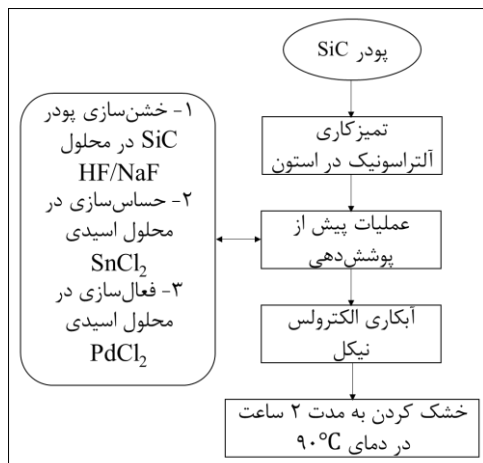 پودر SiC
تمیزکاری
آلتراسونیک در استون
عملیات پیش از
پوشش‌دهی
۱- خشن‌سازی پودر
SiC در محلول
HF/NaF
۲- حساس‌سازی در
محلول اسیدی
SnCl₂
۳- فعال‌سازی در
محلول اسیدی
PdCl₂
آبکاری الکترولس
نیکل
خشک کردن به مدت ۲ ساعت
در دمای ۹۰°C